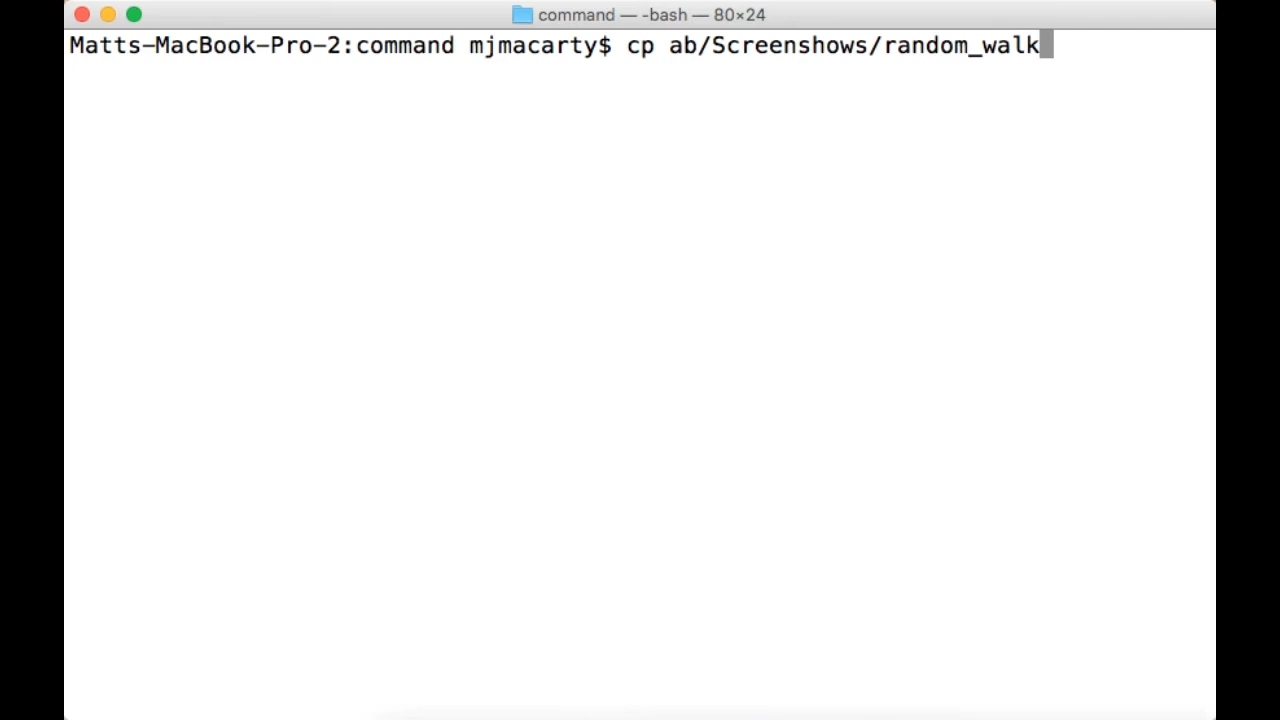 command — -bash — 80×24
Matts-MacBook-Pro-2:command mjmacarty$ cp ab/Screenshows/random_walk